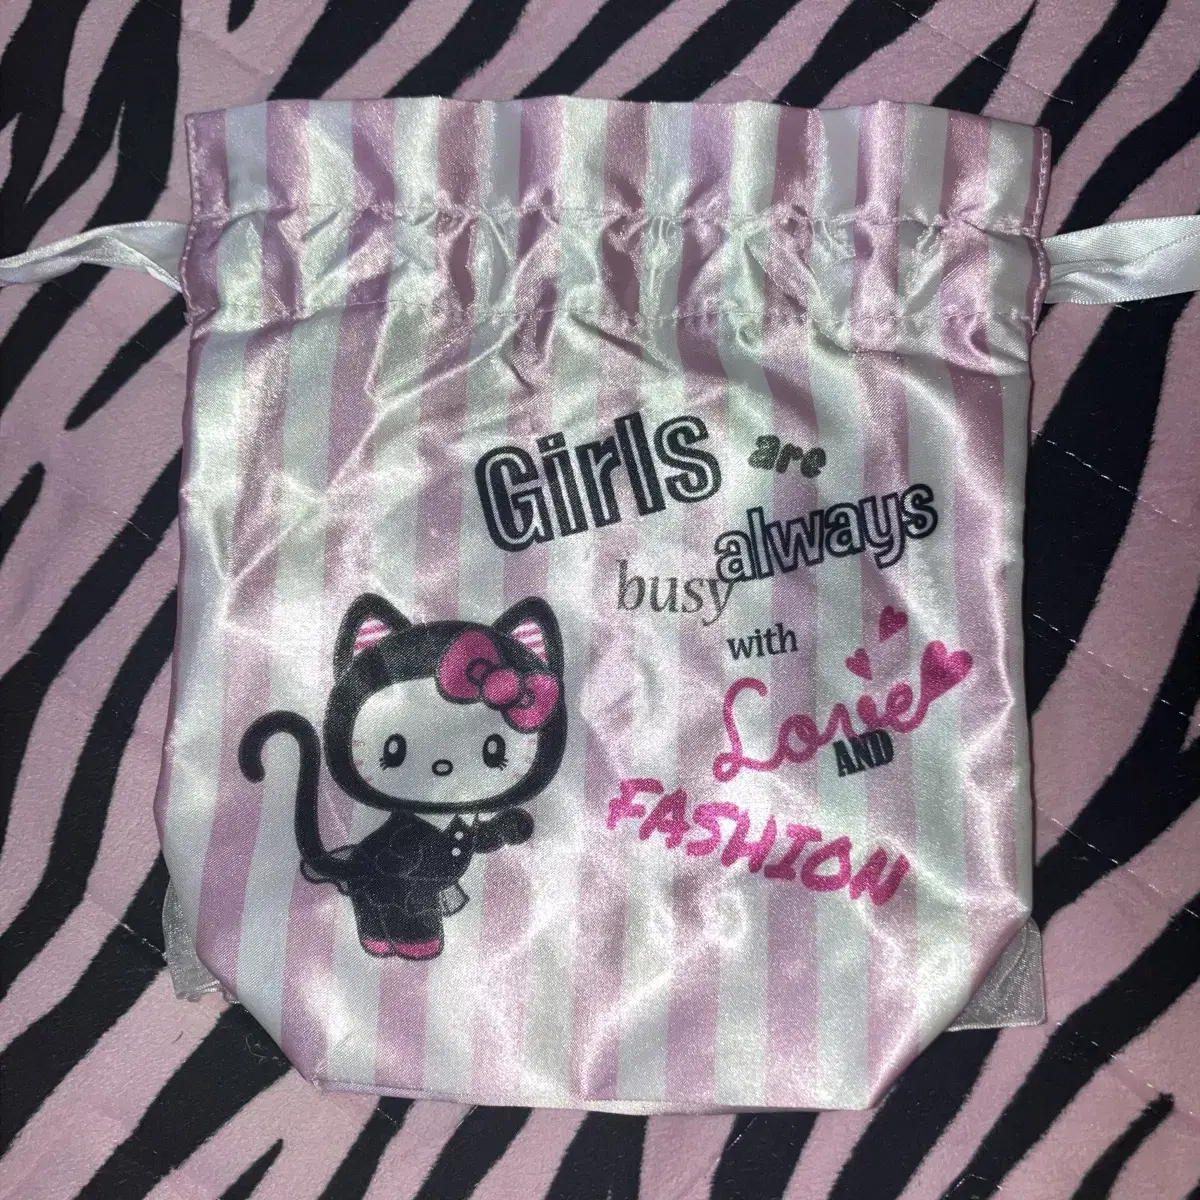 Girls are
always
busy
with
Love
AND
FASHION